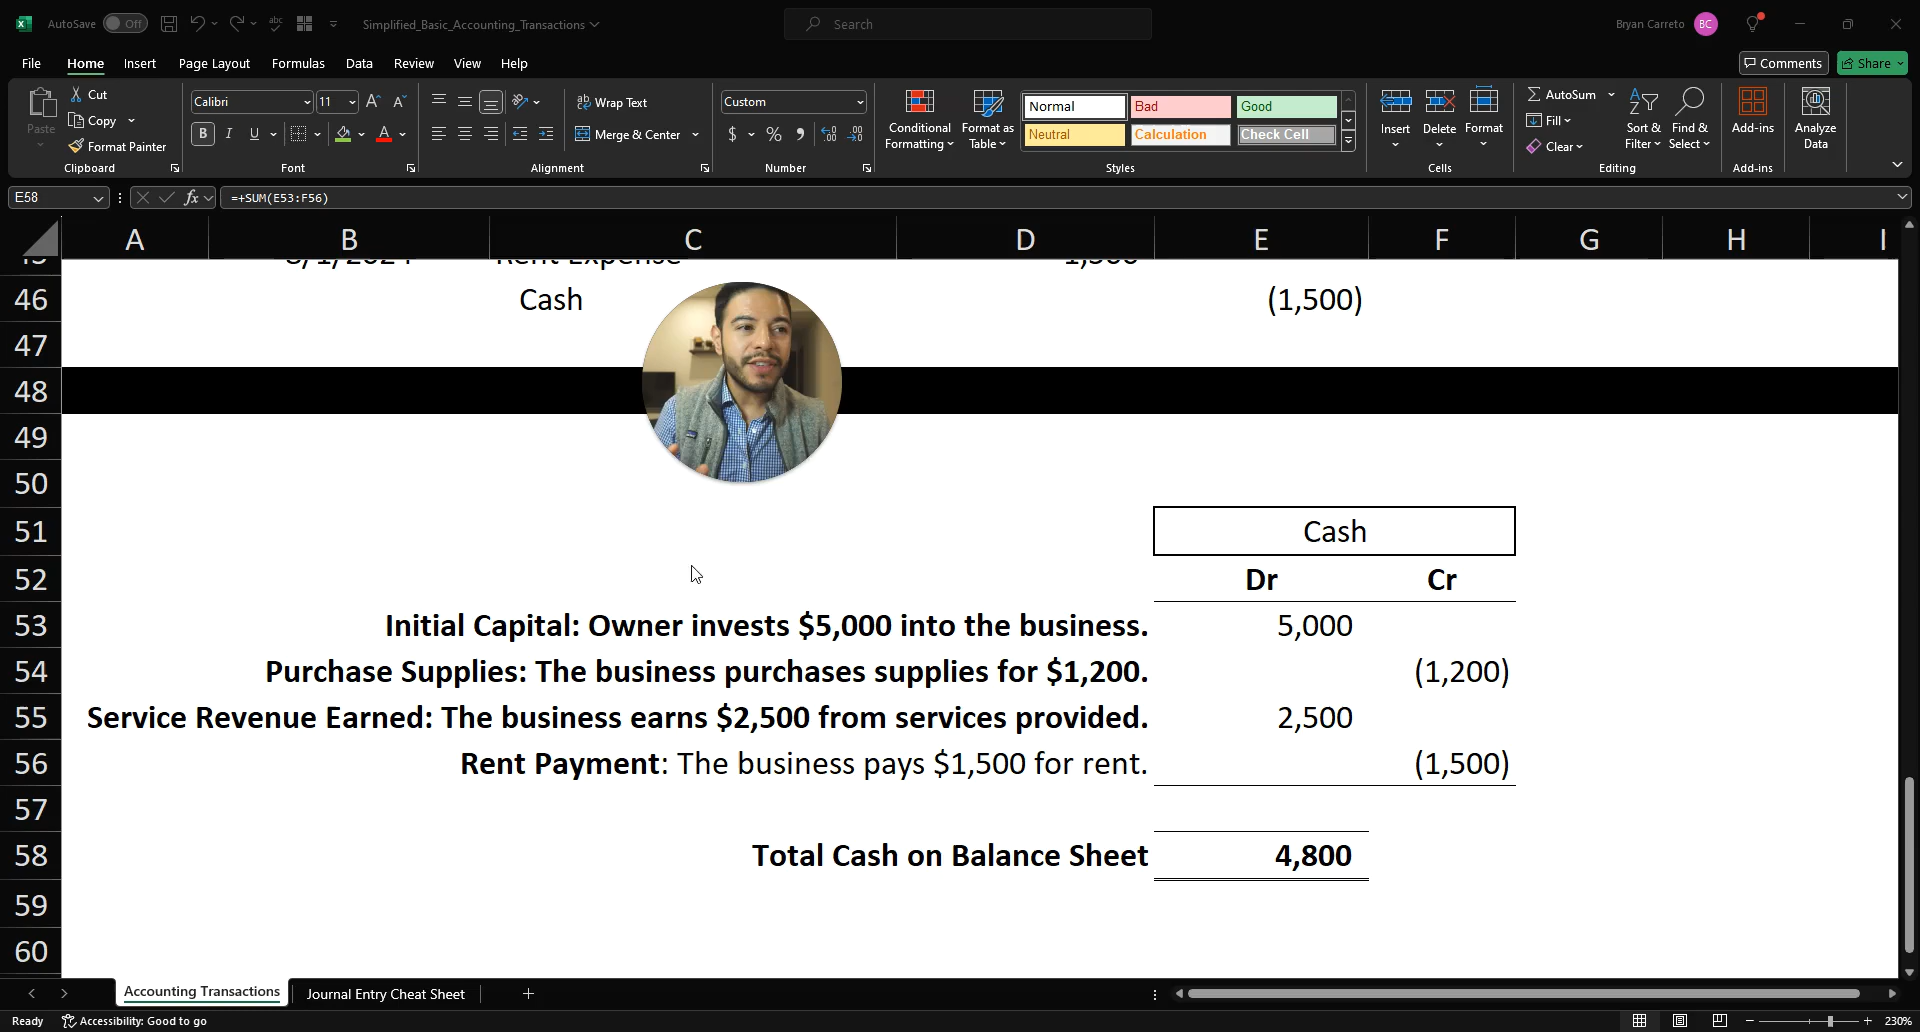 AutoSave Off abc Simplified_Basic_Accounting_Transactions Search Bryan Carreto BC
File Home Insert Page Layout Formulas Data Review View Help Comments Share
Paste Cut Copy Format Painter Clipboard
Calibri 11 A A B I U A Font
ab Wrap Text Merge & Center Alignment
Custom $ % , Number
Conditional Formatting Format as Table Normal Bad Good Neutral Calculation Check Cell Styles
Insert Delete Format Cells
AutoSum Fill Clear Sort & Filter Find & Select Editing
Add-ins Add-ins
Analyze Data
E58 fx =+SUM(E53:F56)
A B C D E F G H I
46 Cash (1,500)
47
48
49
50
51 Cash
52 Dr Cr
53 Initial Capital: Owner invests $5,000 into the business. 5,000
54 Purchase Supplies: The business purchases supplies for $1,200. (1,200)
55 Service Revenue Earned: The business earns $2,500 from services provided. 2,500
56 Rent Payment: The business pays $1,500 for rent. (1,500)
57
58 Total Cash on Balance Sheet 4,800
59
60
Accounting Transactions Journal Entry Cheat Sheet
Ready Accessibility: Good to go 230%